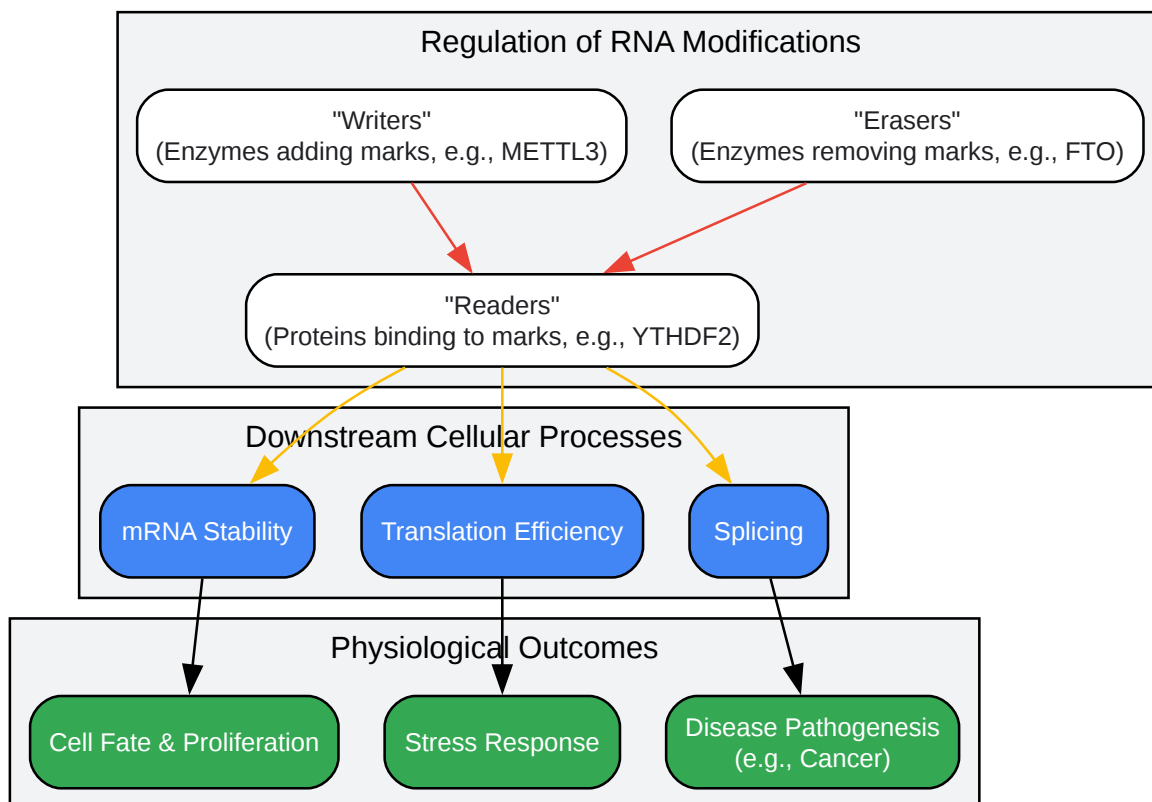 Regulation of RNA Modifications
"Writers"
(Enzymes adding marks, e.g., METTL3)
"Erasers"
(Enzymes removing marks, e.g., FTO)
"Readers"
(Proteins binding to marks, e.g., YTHDF2)
Downstream Cellular Processes
mRNA Stability
Translation Efficiency
Splicing
Physiological Outcomes
Cell Fate & Proliferation
Stress Response
Disease Pathogenesis
(e.g., Cancer)